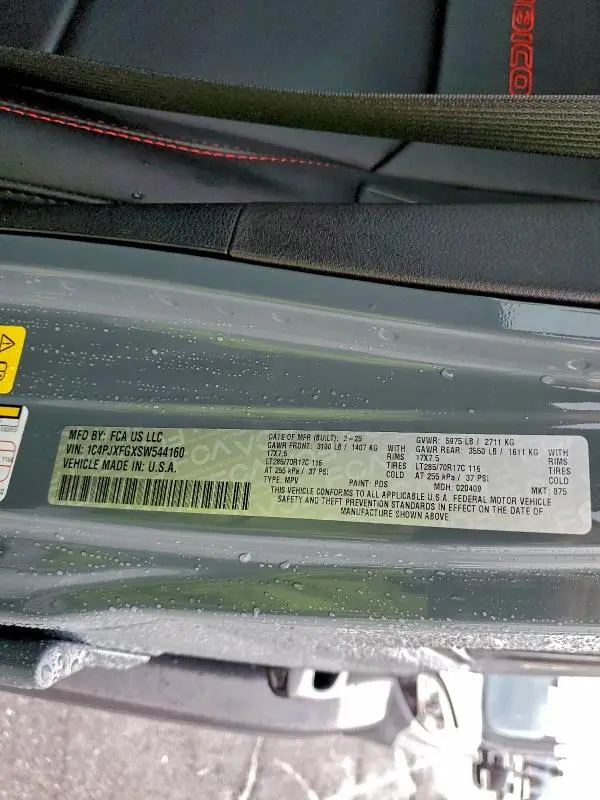 BICO
MFD BY: FCA US LLC
VIN: 1C4PJXFGXSW544160
VEHICLE MADE IN U.S.A.
DATE OF MFR (BUILT): 2-25
GAWR FRONT: 3100 LB / 1407 KG WITH
17X7.5 RIMS
LT285/70R17C 116 TIRES
AT 255 kPa / 37 PSI COLD
TYPE: MPV PAINT: PDS
GVWR: 5975 LB / 2711 KG
GAWR REAR: 3550 LB / 1611 KG WITH
17X7.5 RIMS
LT285/70R17C 116 TIRES
AT 255 kPa / 37 PSI COLD
MDH: 020409 MKT: 875
THIS VEHICLE CONFORMS TO ALL APPLICABLE U.S.A. FEDERAL MOTOR VEHICLE
SAFETY AND THEFT PREVENTION STANDARDS IN EFFECT ON THE DATE OF
MANUFACTURE SHOWN ABOVE.